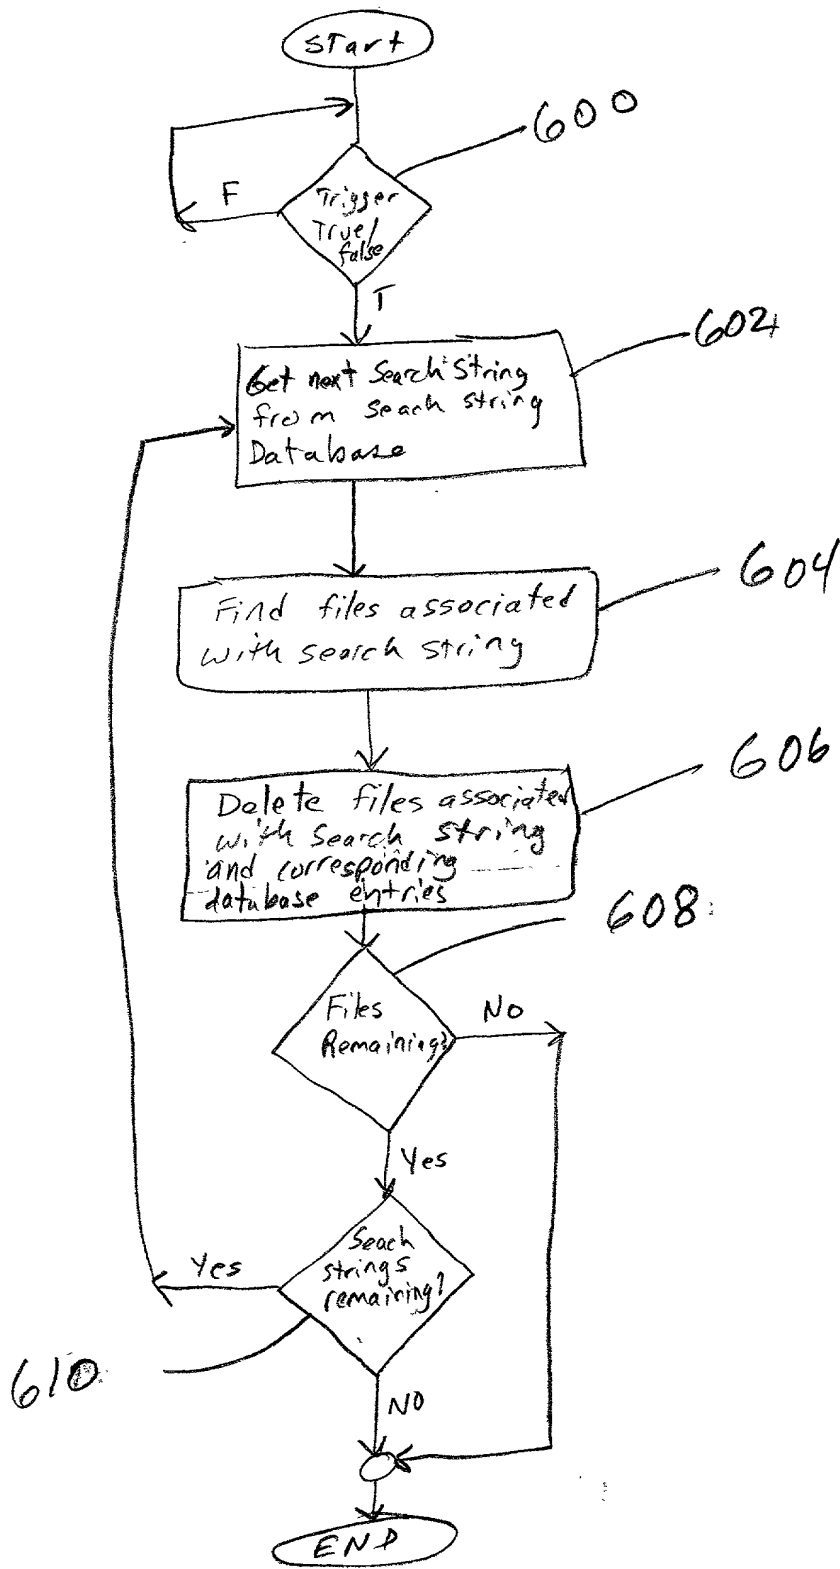 START
600
Trigger
True/
false
F
T
602
Get next Search String
from seach string
Database
604
Find files associated
with search string
606
Delete files associated
with search string
and corresponding
database entries
608
Files
Remaining?
NO
Yes
Seach
strings
remaining?
Yes
610
NO
END